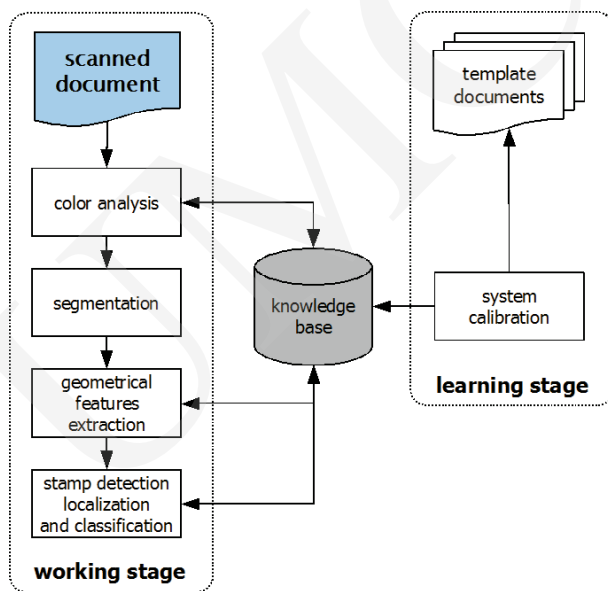 scanned
document
color analysis
segmentation
geometrical
features
extraction
stamp detection
localization
and classification
working stage
knowledge
base
template
documents
system
calibration
learning stage